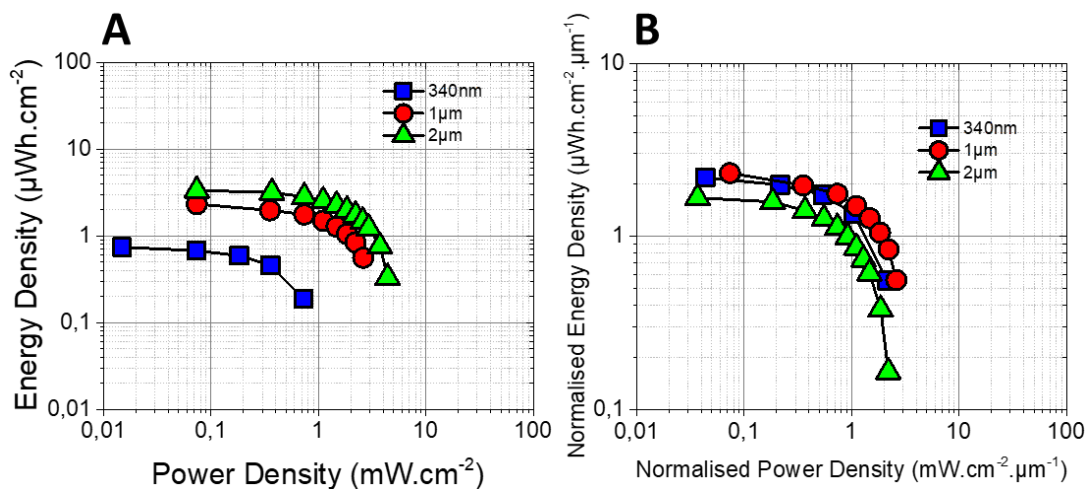 A
Energy Density (µWh.cm-2)
100
10
1
0,1
0,01
0,01
0,1
1
10
100
Power Density (mW.cm-2)
340nm
1µm
2µm
B
Normalised Energy Density (µWh.cm-2.µm-1)
10
1
0,1
0,01
0,1
1
10
100
Normalised Power Density (mW.cm-2.µm-1)
340nm
1µm
2µm